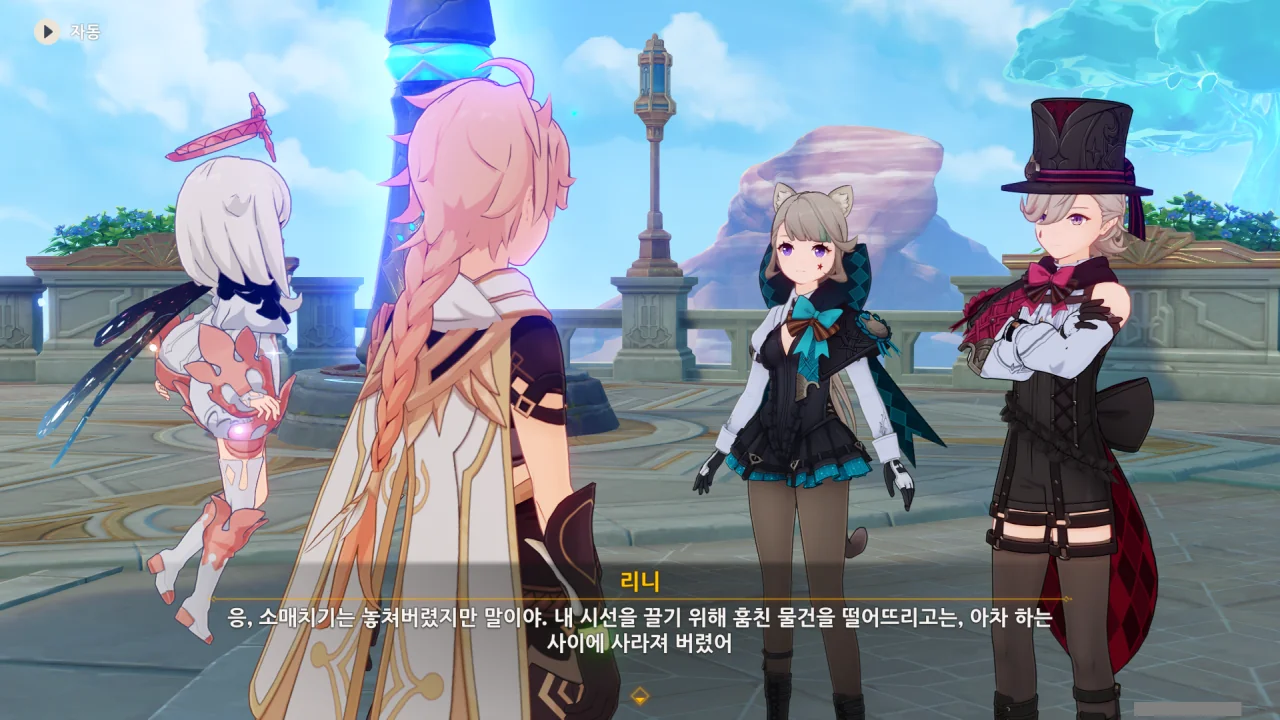 자동
리니
응, 소매치기는 놓쳐버렸지만 말이야. 내 시선을 끌기 위해 훔친 물건을 떨어뜨리고는, 아차 하는
사이에 사라져 버렸어